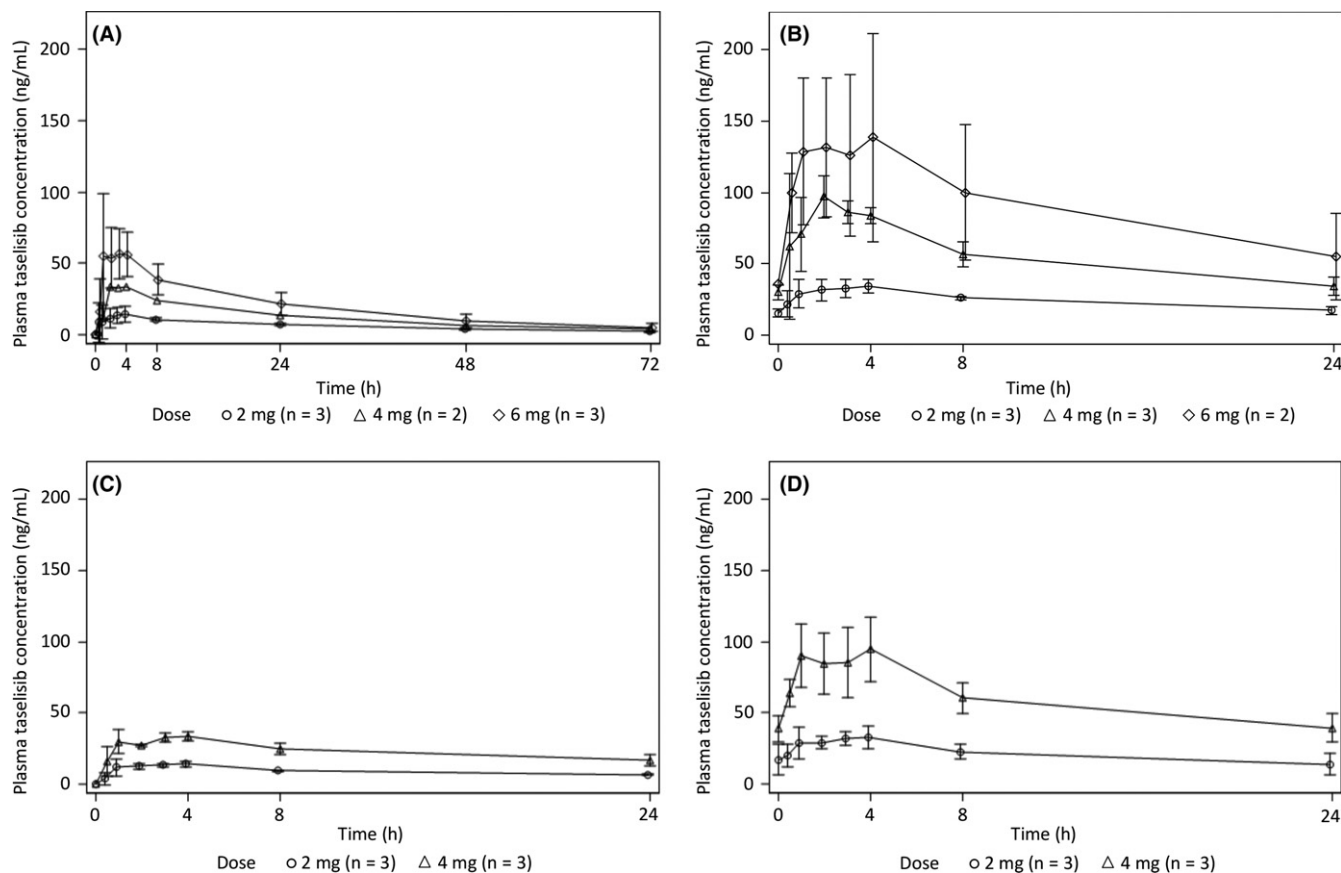 (A)
Plasma taselisib concentration (ng/mL)
200
150
100
50
0
0 4 8 24 48 72
Time (h)
Dose ○ 2 mg (n = 3) △ 4 mg (n = 2) ◇ 6 mg (n = 3)
(B)
Plasma taselisib concentration (ng/mL)
200
150
100
50
0
0 4 8 24
Time (h)
Dose ○ 2 mg (n = 3) △ 4 mg (n = 3) ◇ 6 mg (n = 2)
(C)
Plasma taselisib concentration (ng/mL)
200
150
100
50
0
0 4 8 24
Time (h)
Dose ○ 2 mg (n = 3) △ 4 mg (n = 3)
(D)
Plasma taselisib concentration (ng/mL)
200
150
100
50
0
0 4 8 24
Time (h)
Dose ○ 2 mg (n = 3) △ 4 mg (n = 3)